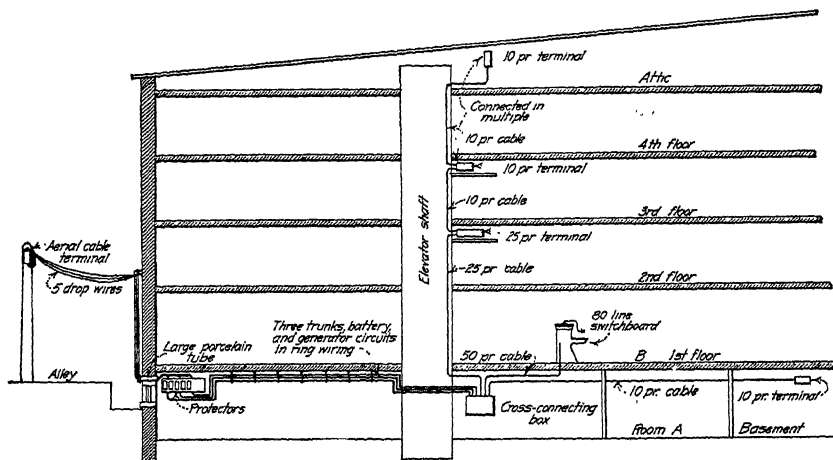 10 pr terminal
Attic
Connected in
multiple
10 pr cable
4th floor
10 pr terminal
10 pr cable
3rd floor
25 pr terminal
Elevator shaft
Aerial cable
terminal
5 drop wires
25 pr cable
2nd floor
80 line
switchboard
Large porcelain
tube
Three trunks, battery,
and generator circuits
in ring wiring
50 pr cable
B 1st floor
Alley
Protectors
Cross-connecting
box
10 pr. cable
10 pr. terminal
Room A
Basement